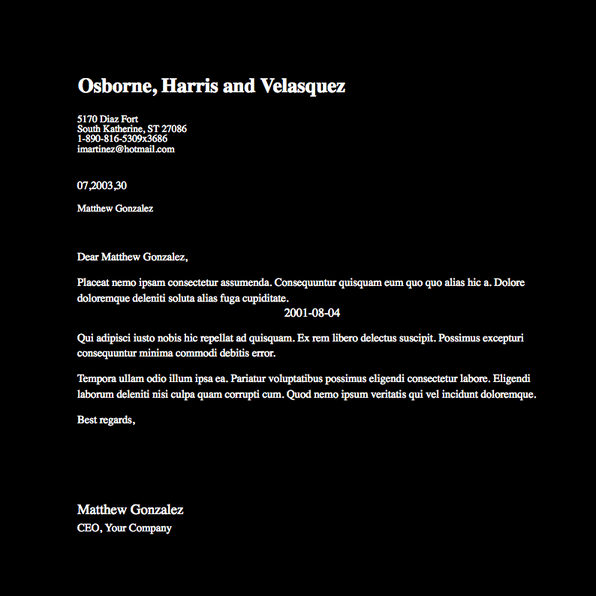 Osborne, Harris and Velasquez
5170 Diaz Fort
South Katherine, ST 27086
1-890-816-5309x3686
imartinez@hotmail.com
07,2003,30
Matthew Gonzalez
Dear Matthew Gonzalez,
Placeat nemo ipsam consectetur assumenda. Consequuntur quisquam eum quo quo alias hic a. Dolore
doloremque deleniti soluta alias fuga cupiditate.
2001-08-04
Qui adipisci iusto nobis hic repellat ad quisquam. Ex rem libero delectus suscipit. Possimus excepturi
consequuntur minima commodi debitis error.
Tempora ullam odio illum ipsa ea. Pariatur voluptatibus possimus eligendi consectetur labore. Eligendi
laborum deleniti nisi culpa quam corrupti cum. Quod nemo ipsum veritatis qui vel incidunt doloremque.
Best regards,
Matthew Gonzalez
CEO, Your Company